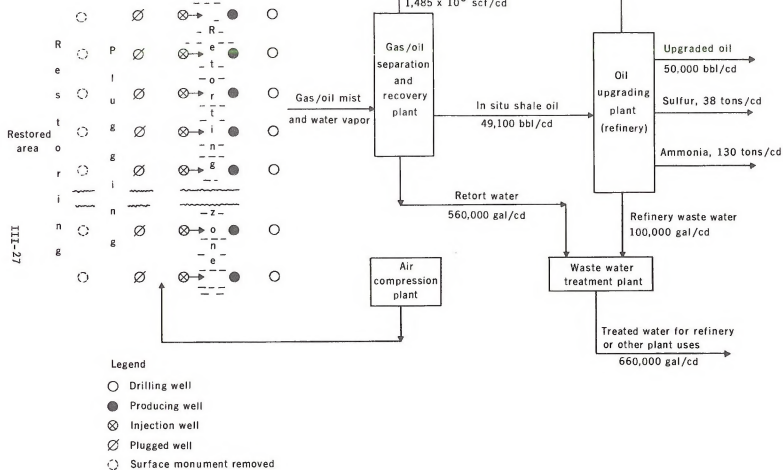 1,485 x 10⁶ scf/cd
Restoring
Plugging
Retorting zone
Restored
area
Gas/oil mist
and water vapor
Gas/oil
separation
and
recovery
plant
In situ shale oil
49,100 bbl/cd
Oil
upgrading
plant
(refinery)
Upgraded oil
50,000 bbl/cd
Sulfur, 38 tons/cd
Ammonia, 130 tons/cd
Retort water
560,000 gal/cd
Refinery waste water
100,000 gal/cd
III-27
Air
compression
plant
Waste water
treatment plant
Treated water for refinery
or other plant uses
660,000 gal/cd
Legend
Drilling well
Producing well
Injection well
Plugged well
Surface monument removed